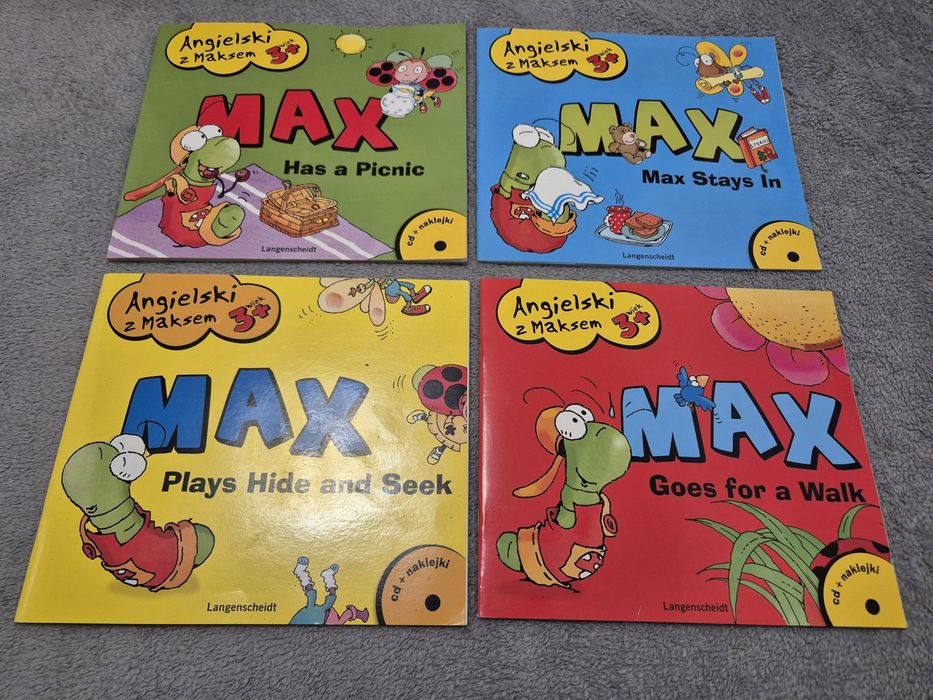 Angielski
z Maksem
wiek
3+
MAX
Has a Picnic
Langenscheidt
cd + naklejki
Angielski
z Maksem
wiek
3+
MAX
Max Stays In
STORIES
Langenscheidt
cd + naklejki
Angielski
z Maksem
wiek
3+
MAX
Plays Hide and Seek
Langenscheidt
cd + naklejki
Angielski
z Maksem
wiek
3+
MAX
Goes for a Walk
Langenscheidt
cd + naklejki